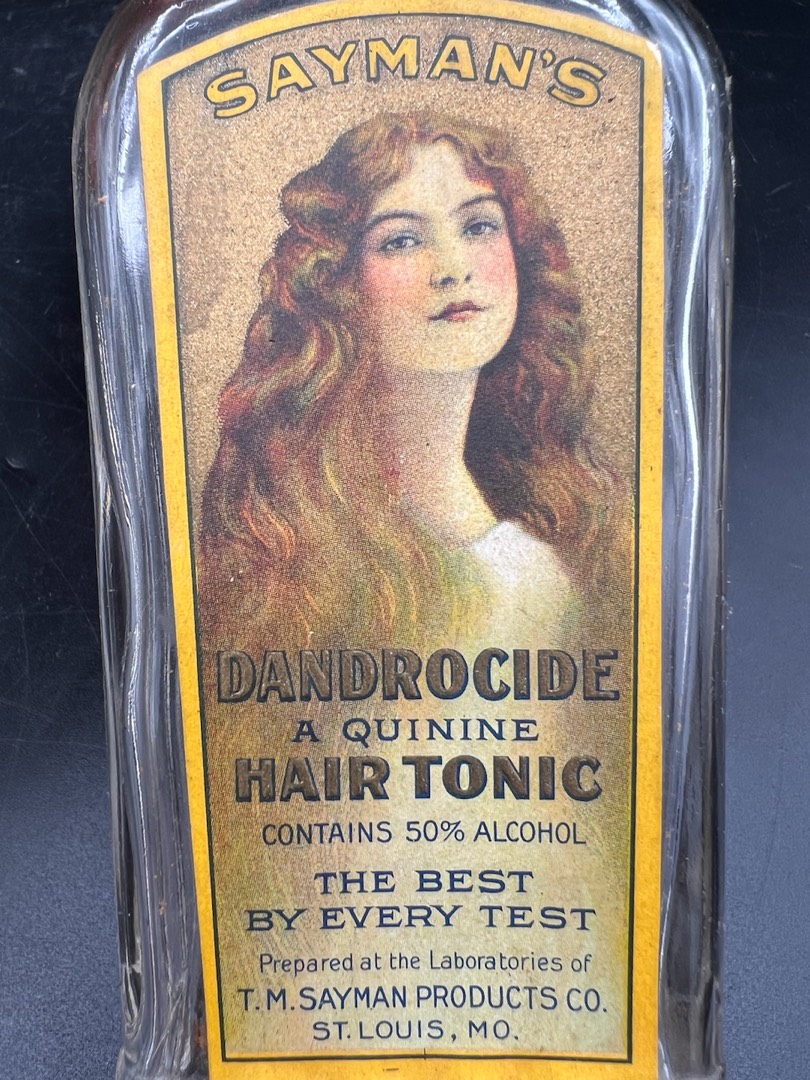 SAYMAN'S
DANDROCIDE
A QUININE
HAIR TONIC
CONTAINS 50% ALCOHOL
THE BEST
BY EVERY TEST
Prepared at the Laboratories of
T. M. SAYMAN PRODUCTS CO.
ST. LOUIS, MO.